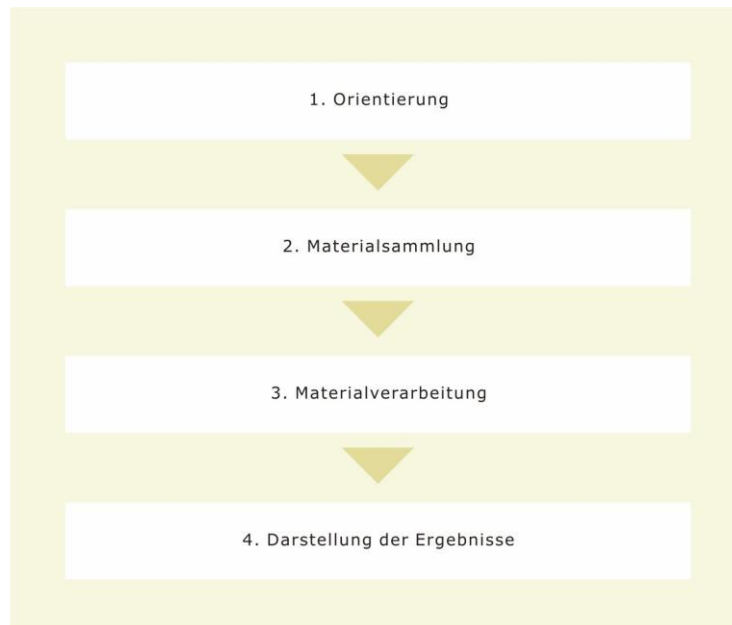 1. Orientierung
2. Materialsammlung
3. Materialverarbeitung
4. Darstellung der Ergebnisse